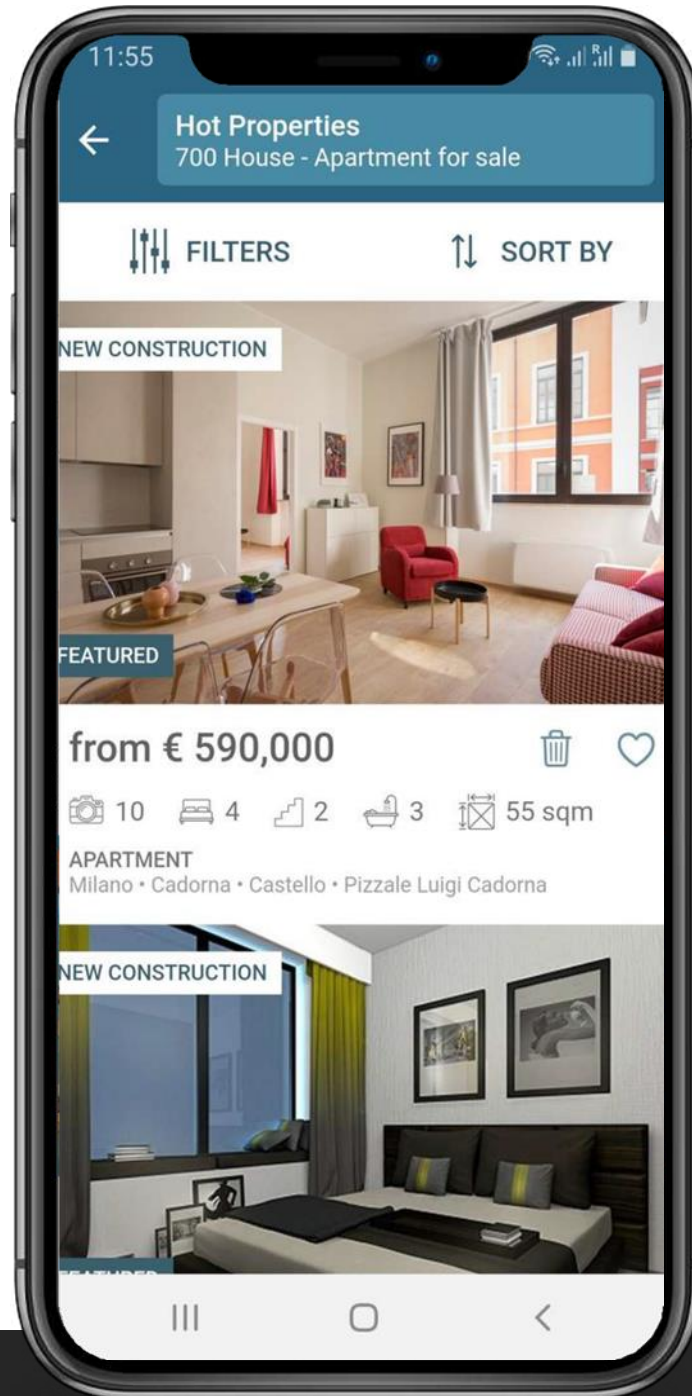 11:55
Hot Properties
700 House - Apartment for sale
FILTERS
SORT BY
NEW CONSTRUCTION
FEATURED
from € 590,000
10 4 2 3 55 sqm
APARTMENT
Milano • Cadorna • Castello • Pizzale Luigi Cadorna
NEW CONSTRUCTION
FEATURED